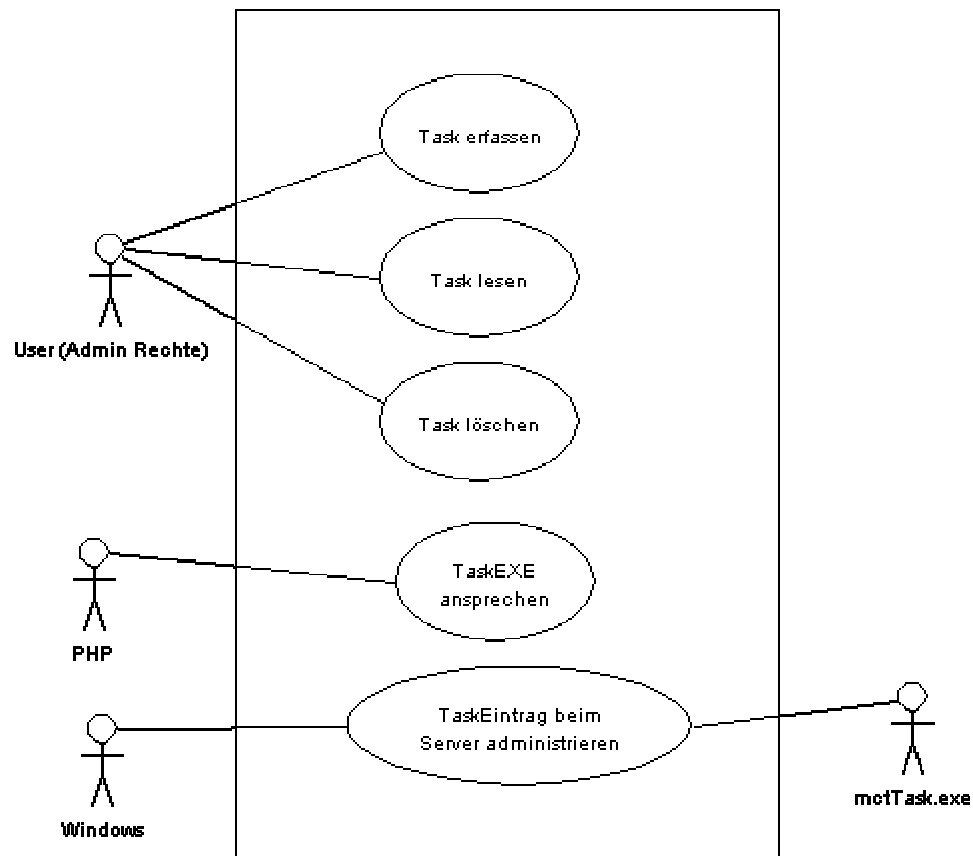 Task erfassen
Task lesen
User (Admin Rechte)
Task löschen
TaskEXE
ansprechen
PHP
TaskEintrag beim
Server administrieren
mctTask.exe
Windows